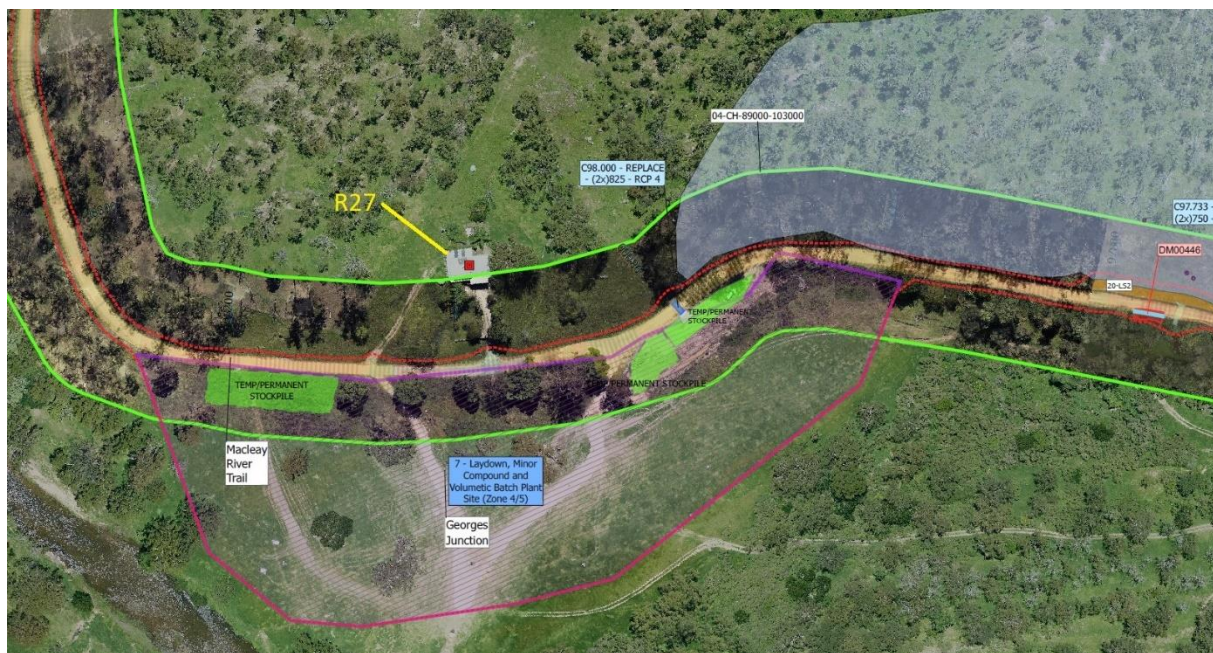 04-CH-89000-103000
C98.000 - REPLACE
- (2x)825 - RCP 4
R27
C97.733 -
(2x)750 -
DM00446
20-LS2
TEMP/PERMANENT
STOCKPILE
TEMP/PERMANENT STOCKPILE
TEMP/PERMANENT
STOCKPILE
Macleay
River
Trail
7 - Laydown, Minor
Compound and
Volumetic Batch Plant
Site (Zone 4/5)
Georges
Junction